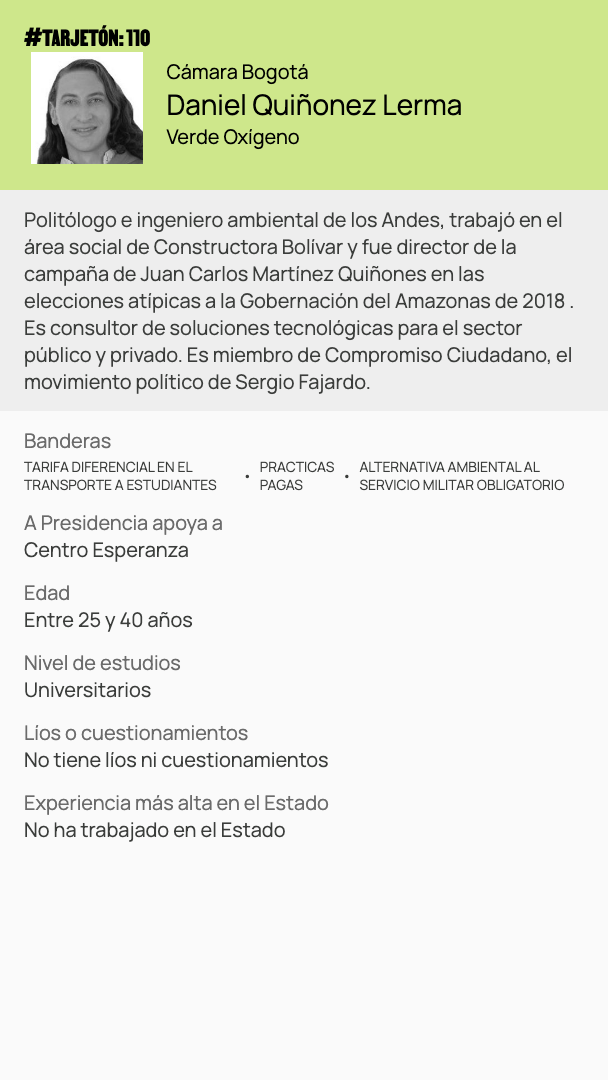 #TARJETÓN: 110
Cámara Bogotá
Daniel Quiñonez Lerma
Verde Oxígeno
Politólogo e ingeniero ambiental de los Andes, trabajó en el
área social de Constructora Bolívar y fue director de la
campaña de Juan Carlos Martínez Quiñones en las
elecciones atípicas a la Gobernación del Amazonas de 2018 .
Es consultor de soluciones tecnológicas para el sector
público y privado. Es miembro de Compromiso Ciudadano, el
movimiento político de Sergio Fajardo.
Banderas
TARIFA DIFERENCIAL EN EL
TRANSPORTE A ESTUDIANTES
• PRACTICAS
PAGAS
• ALTERNATIVA AMBIENTAL AL
SERVICIO MILITAR OBLIGATORIO
A Presidencia apoya a
Centro Esperanza
Edad
Entre 25 y 40 años
Nivel de estudios
Universitarios
Líos o cuestionamientos
No tiene líos ni cuestionamientos
Experiencia más alta en el Estado
No ha trabajado en el Estado